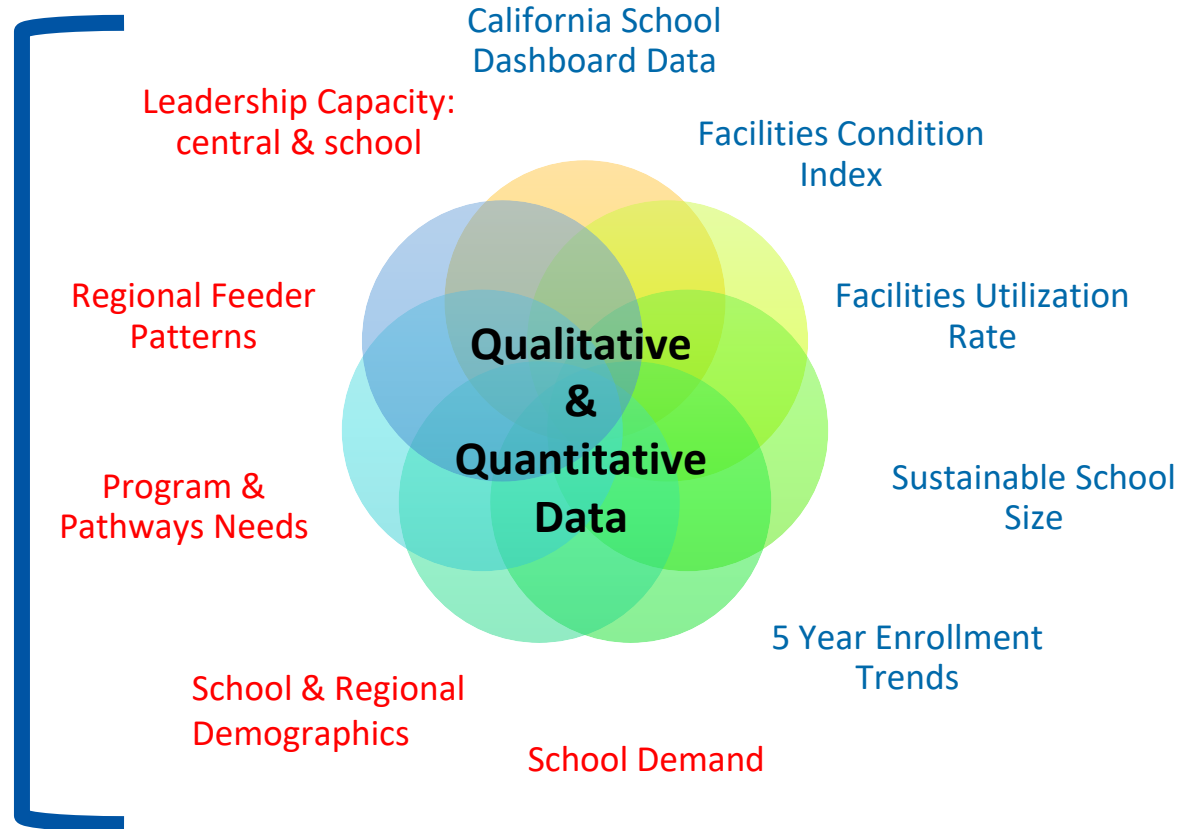 California School
Dashboard Data
Leadership Capacity:
central & school
Facilities Condition
Index
Regional Feeder
Patterns
Facilities Utilization
Rate
Qualitative
&
Quantitative
Data
Program &
Pathways Needs
Sustainable School
Size
5 Year Enrollment
Trends
School & Regional
Demographics
School Demand